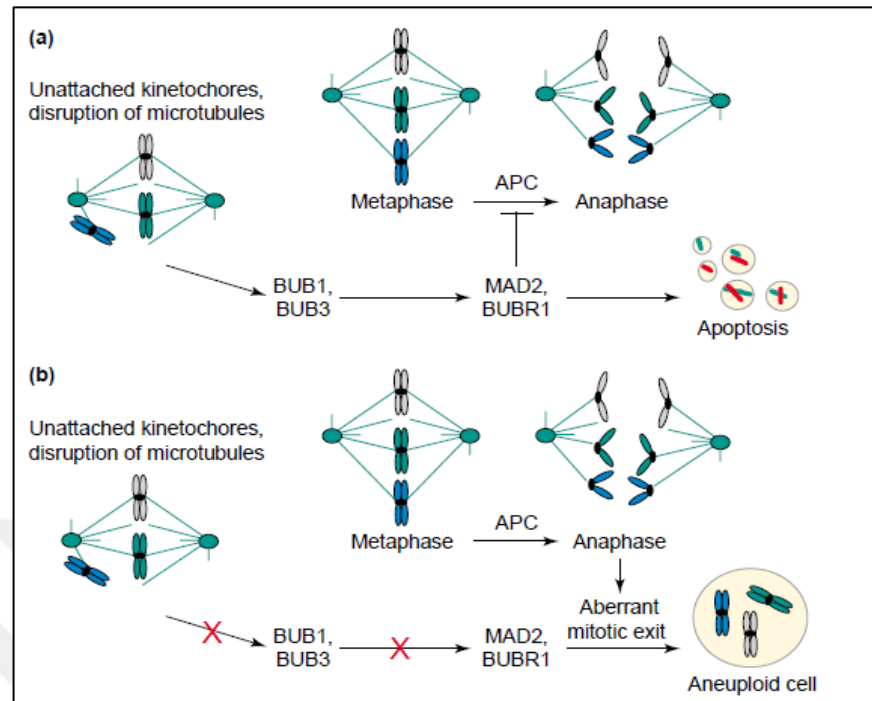 (a)
Unattached kinetochores,
disruption of microtubules
APC
Metaphase
Anaphase
BUB1,
BUB3
MAD2,
BUBR1
Apoptosis
(b)
Unattached kinetochores,
disruption of microtubules
APC
Metaphase
Anaphase
Aberrant
mitotic exit
X
BUB1,
BUB3
X
MAD2,
BUBR1
Aneuploid cell